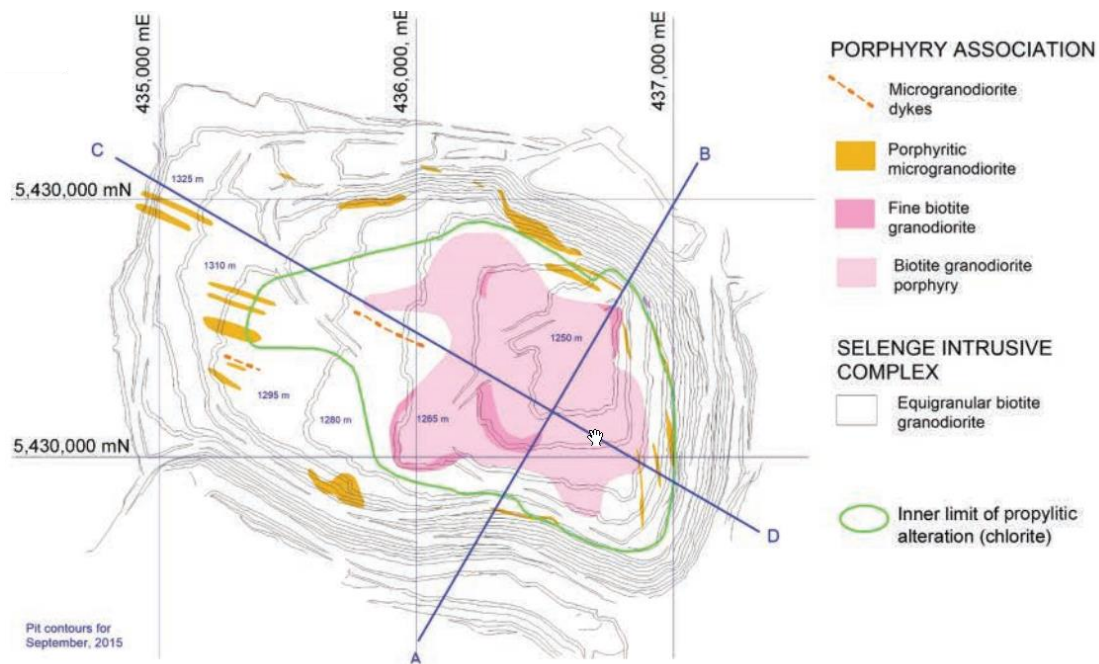 435,000 mE
436,000, mE
437,000 mE
C
B
1325 m
5,430,000 mN
1310 m
1250 m
1295 m
1280 m
1265 m
5,430,000 mN
D
A
Pit contours for
September, 2015
PORPHYRY ASSOCIATION
Microgranodiorite
dykes
Porphyritic
microgranodiorite
Fine biotite
granodiorite
Biotite granodiorite
porphyry
SELENGE INTRUSIVE
COMPLEX
Equigranular biotite
granodiorite
Inner limit of propylitic
alteration (chlorite)